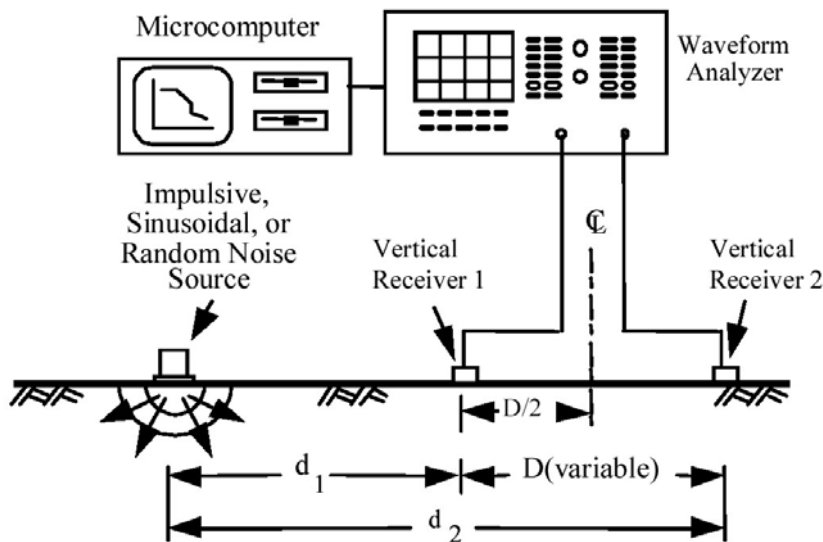 Microcomputer
Waveform
Analyzer
Impulsive,
Sinusoidal, or
Random Noise
Source
Vertical
Receiver 1
℄
Vertical
Receiver 2
D/2
d 1
D(variable)
d 2